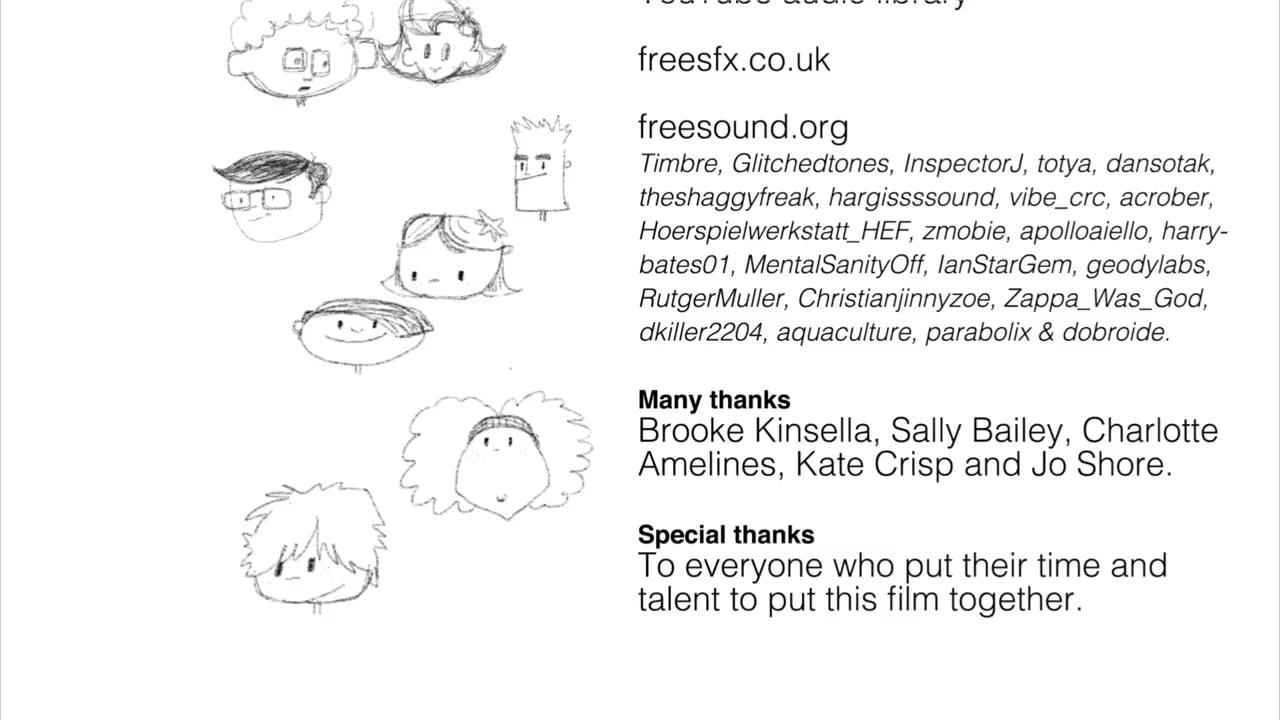 YouTube audio library
freesfx.co.uk
freesound.org
Timbre, Glitchedtones, InspectorJ, totya, dansotak,
theshaggyfreak, hargissssound, vibe_crc, acrober,
Hoerspielwerkstatt_HEF, zmobie, apolloaiello, harry-
bates01, MentalSanityOff, IanStarGem, geodylabs,
RutgerMuller, Christianjinnyzoe, Zappa_Was_God,
dkiller2204, aquaculture, parabolix & dobroide.
Many thanks
Brooke Kinsella, Sally Bailey, Charlotte
Amelines, Kate Crisp and Jo Shore.
Special thanks
To everyone who put their time and
talent to put this film together.